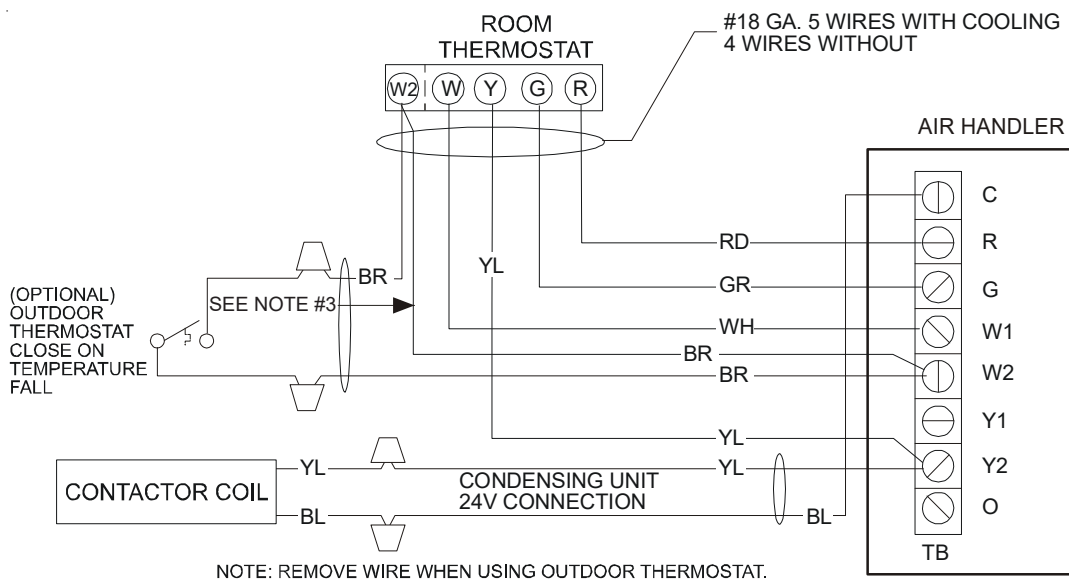 ROOM
THERMOSTAT
#18 GA. 5 WIRES WITH COOLING
4 WIRES WITHOUT
W2 W Y G R
AIR HANDLER
C
RD
R
YL
BR
GR
G
SEE NOTE #3
(OPTIONAL)
OUTDOOR
THERMOSTAT
CLOSE ON
TEMPERATURE
FALL
WH
W1
BR
BR
W2
Y1
YL
YL
YL
Y2
CONTACTOR COIL
CONDENSING UNIT
24V CONNECTION
BL
BL
O
TB
NOTE: REMOVE WIRE WHEN USING OUTDOOR THERMOSTAT.